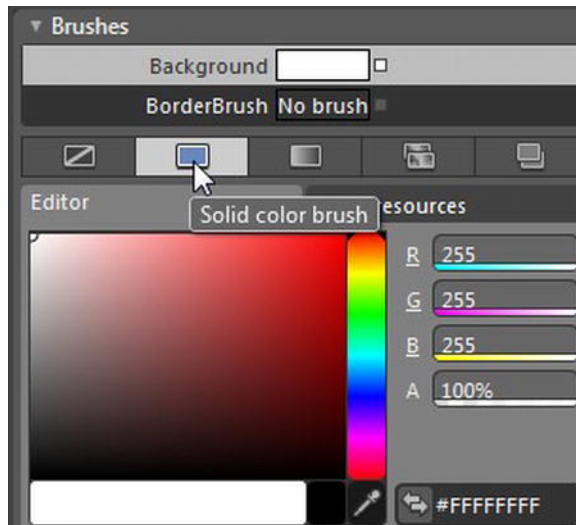 Brushes
Background
BorderBrush No brush
Editor
Solid color brush
esources
R 255
G 255
B 255
A 100%
#FFFFFFFF